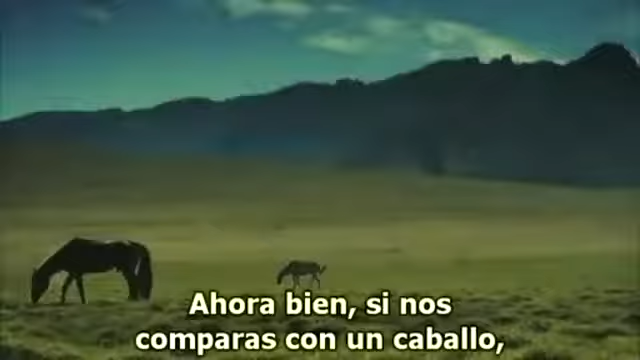 Ahora bien, si nos
comparas con un caballo,